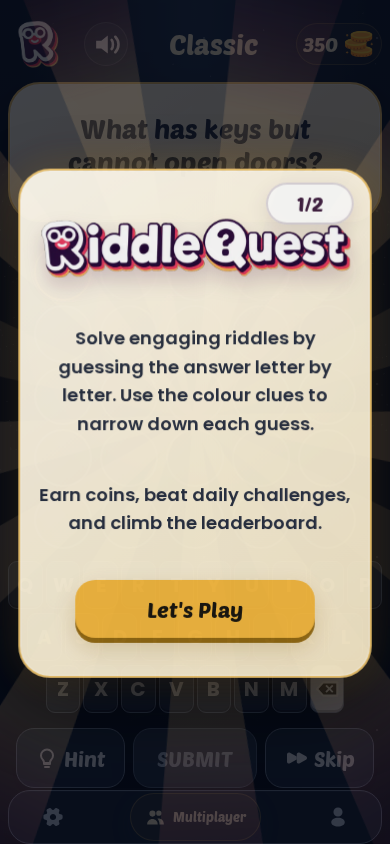 Classic
350
What has keys but
cannot open doors?
1/2
Riddle Quest
Solve engaging riddles by
guessing the answer letter by
letter. Use the colour clues to
narrow down each guess.
Earn coins, beat daily challenges,
and climb the leaderboard.
Let's Play
Z X C V B N M
Hint
SUBMIT
Skip
Multiplayer